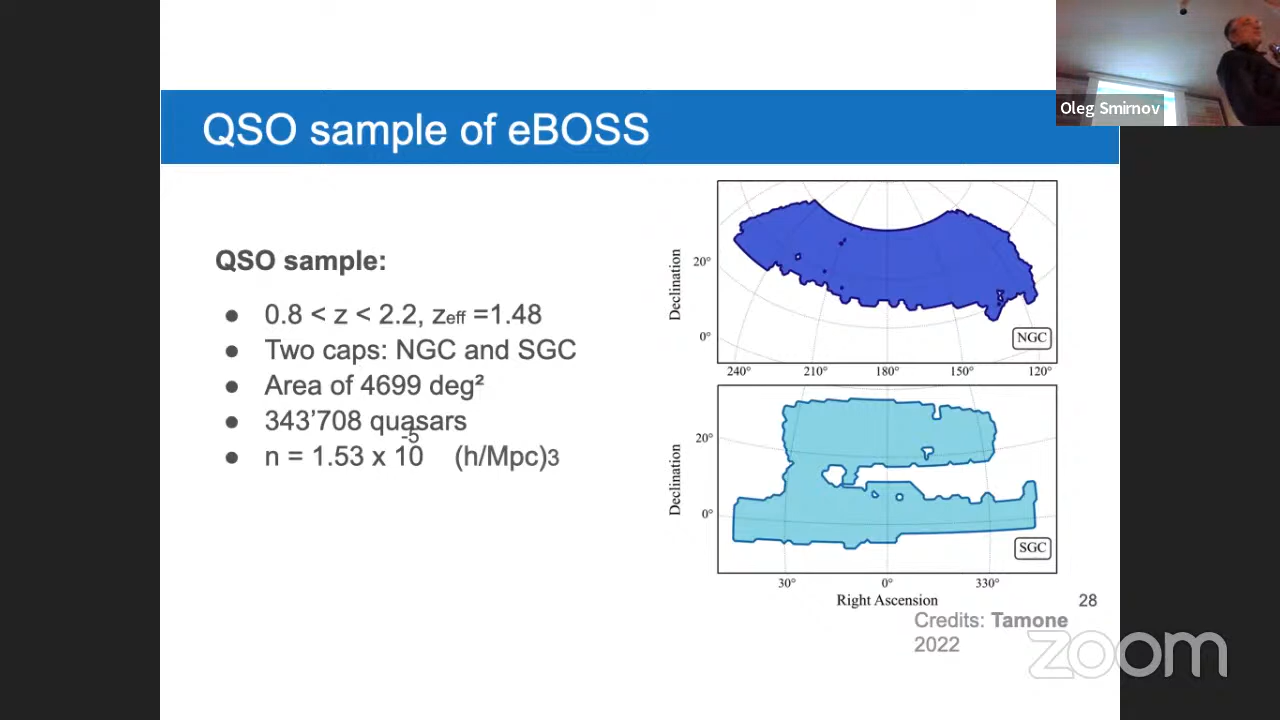 Oleg Smirnov
QSO sample of eBOSS
QSO sample:
● 0.8 < z < 2.2, zeff =1.48
● Two caps: NGC and SGC
● Area of 4699 deg²
● 343’708 quasars
● n = 1.53 x 10-5 (h/Mpc)3
Declination
20°
0°
NGC
240° 210° 180° 150° 120°
Declination
20°
0°
SGC
30° 0° 330°
Right Ascension
28
Credits: Tamone
2022
zoom